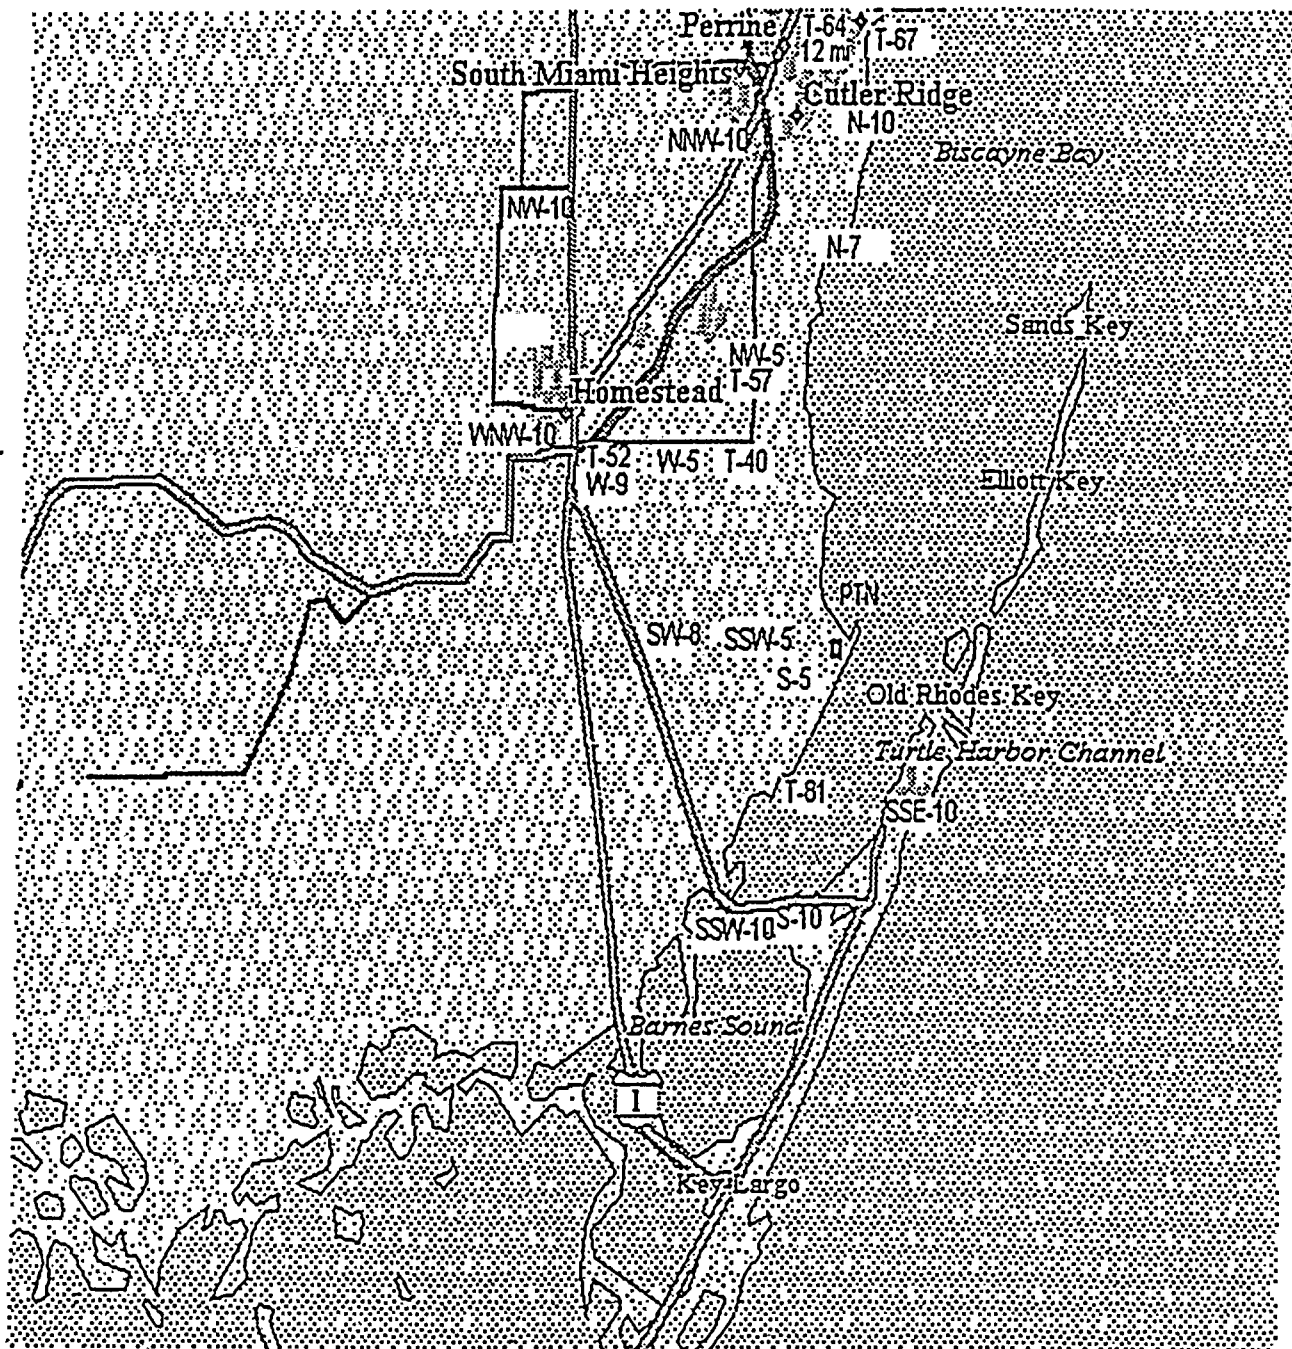 Perrine
T-64
12 mi
T-67
South Miami Heights
Cutler Ridge
N-10
NNW-10
Biscayne Bay
NW-10
N-7
Sands Key
NW-5
T-57
Homestead
WNW-10
T-52
W-5
T-40
W-9
Elliott Key
PTN
SW-8
SSW-5
S-5
Old Rhodes Key
Turtle Harbor Channel
T-81
SSE-10
SSW-10
S-10
Barnes Sound
1
Key Largo